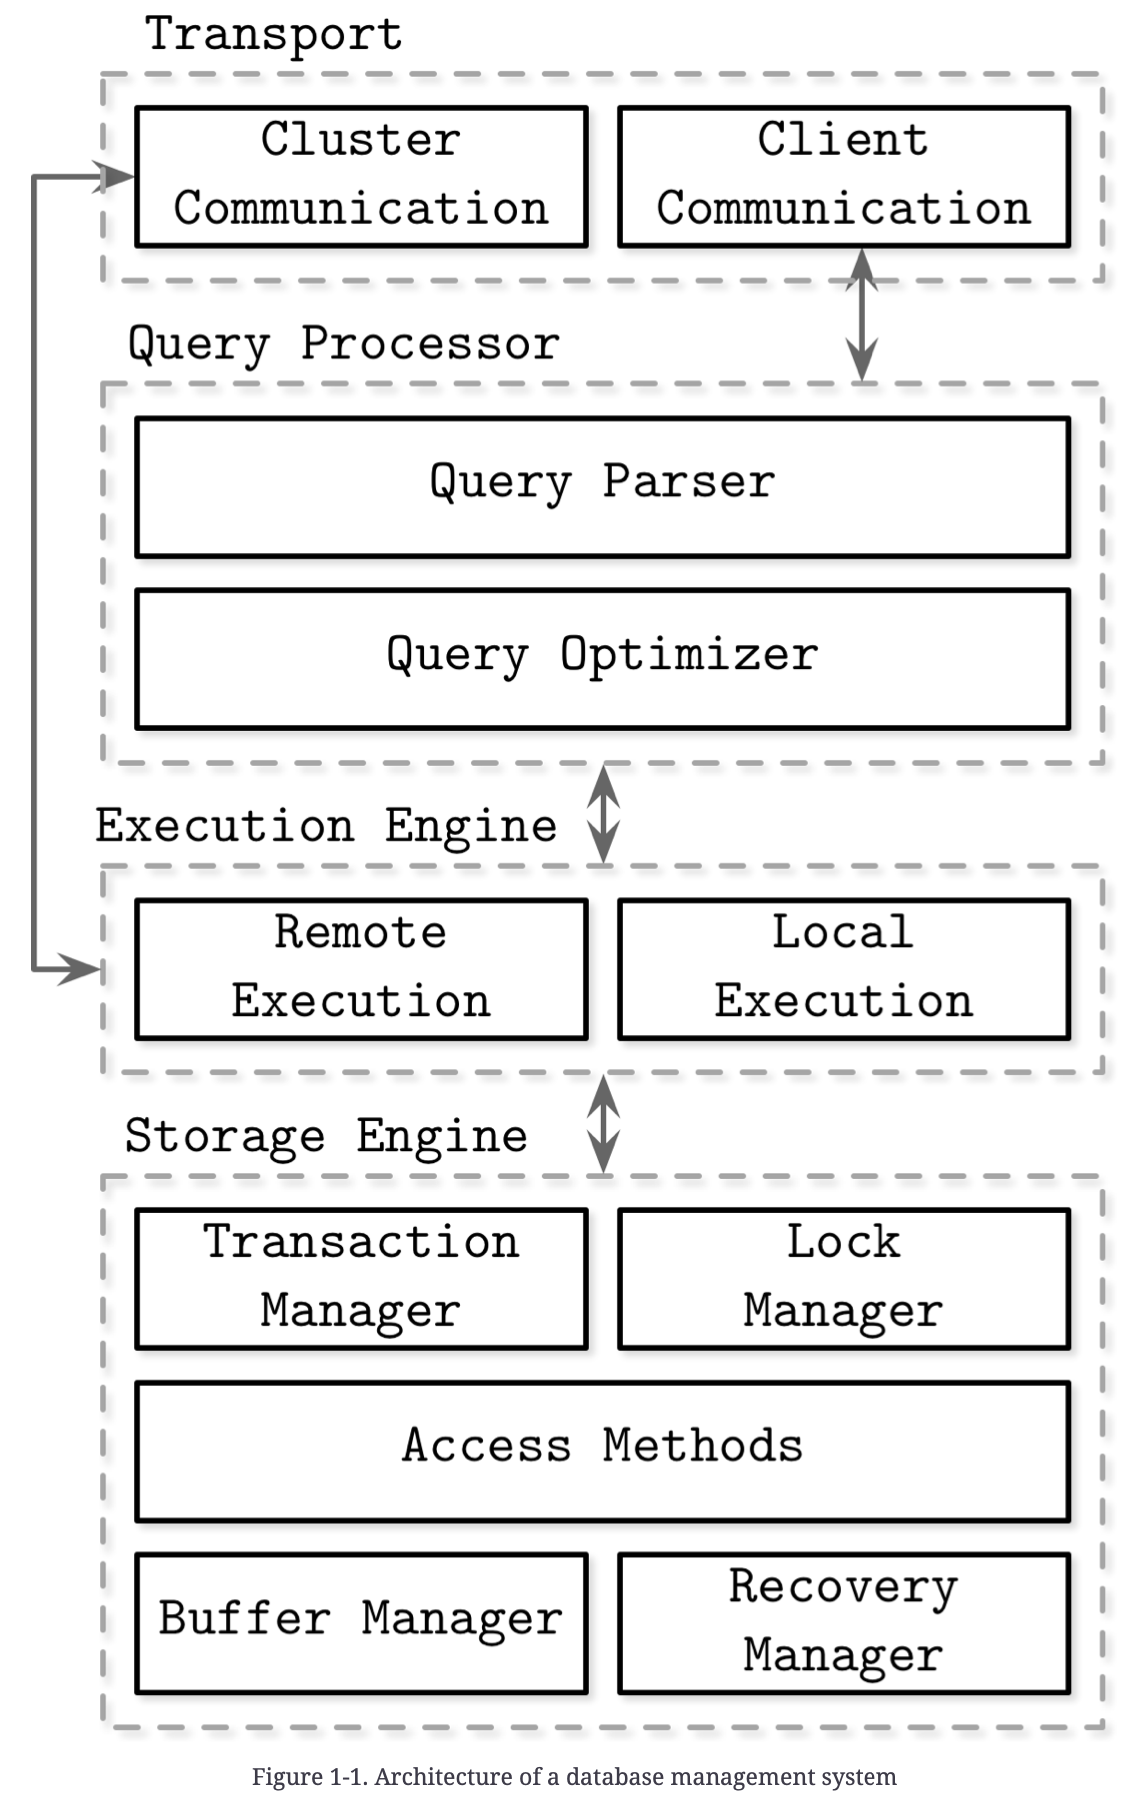 Transport
Cluster
Communication
Client
Communication
Query Processor
Query Parser
Query Optimizer
Execution Engine
Remote
Execution
Local
Execution
Storage Engine
Transaction
Manager
Lock
Manager
Access Methods
Buffer Manager
Recovery
Manager
Figure 1-1. Architecture of a database management system